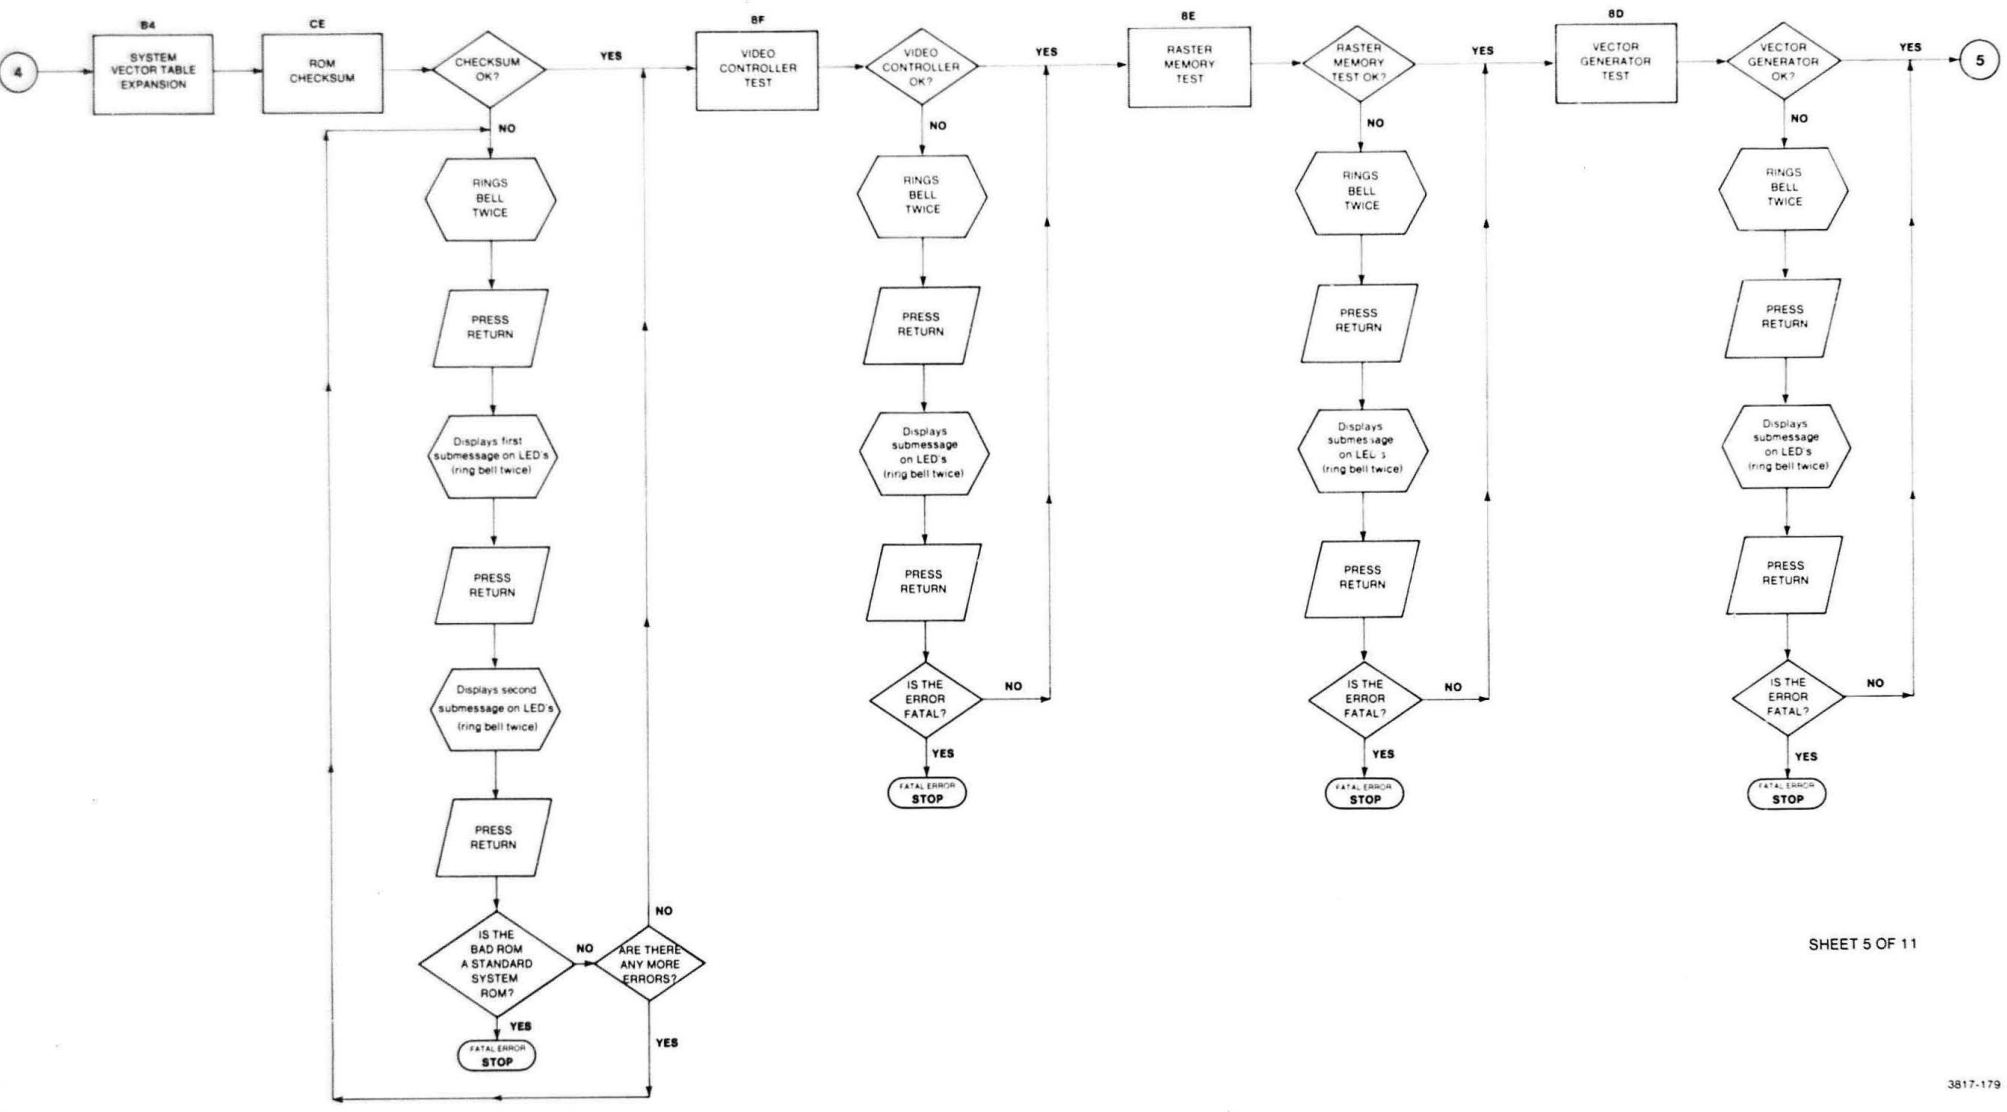 4
B4
SYSTEM
VECTOR TABLE
EXPANSION
CE
ROM
CHECKSUM
CHECKSUM
OK?
YES
NO
RINGS
BELL
TWICE
PRESS
RETURN
Displays first
submessage on LED's
(ring bell twice)
PRESS
RETURN
Displays second
submessage on LED's
(ring bell twice)
PRESS
RETURN
IS THE
BAD ROM
A STANDARD
SYSTEM
ROM?
NO
YES
FATAL ERROR
STOP
ARE THERE
ANY MORE
ERRORS?
NO
YES
8F
VIDEO
CONTROLLER
TEST
VIDEO
CONTROLLER
OK?
YES
NO
RINGS
BELL
TWICE
PRESS
RETURN
Displays
submessage
on LED's
(ring bell twice)
PRESS
RETURN
IS THE
ERROR
FATAL?
NO
YES
FATAL ERROR
STOP
8E
RASTER
MEMORY
TEST
RASTER
MEMORY
TEST OK?
YES
NO
RINGS
BELL
TWICE
PRESS
RETURN
Displays
submessage
on LED's
(ring bell twice)
PRESS
RETURN
IS THE
ERROR
FATAL?
NO
YES
FATAL ERROR
STOP
8D
VECTOR
GENERATOR
TEST
VECTOR
GENERATOR
OK?
YES
5
NO
RINGS
BELL
TWICE
PRESS
RETURN
Displays
submessage
on LED's
(ring bell twice)
PRESS
RETURN
IS THE
ERROR
FATAL?
NO
YES
FATAL ERROR
STOP
SHEET 5 OF 11
3817-179